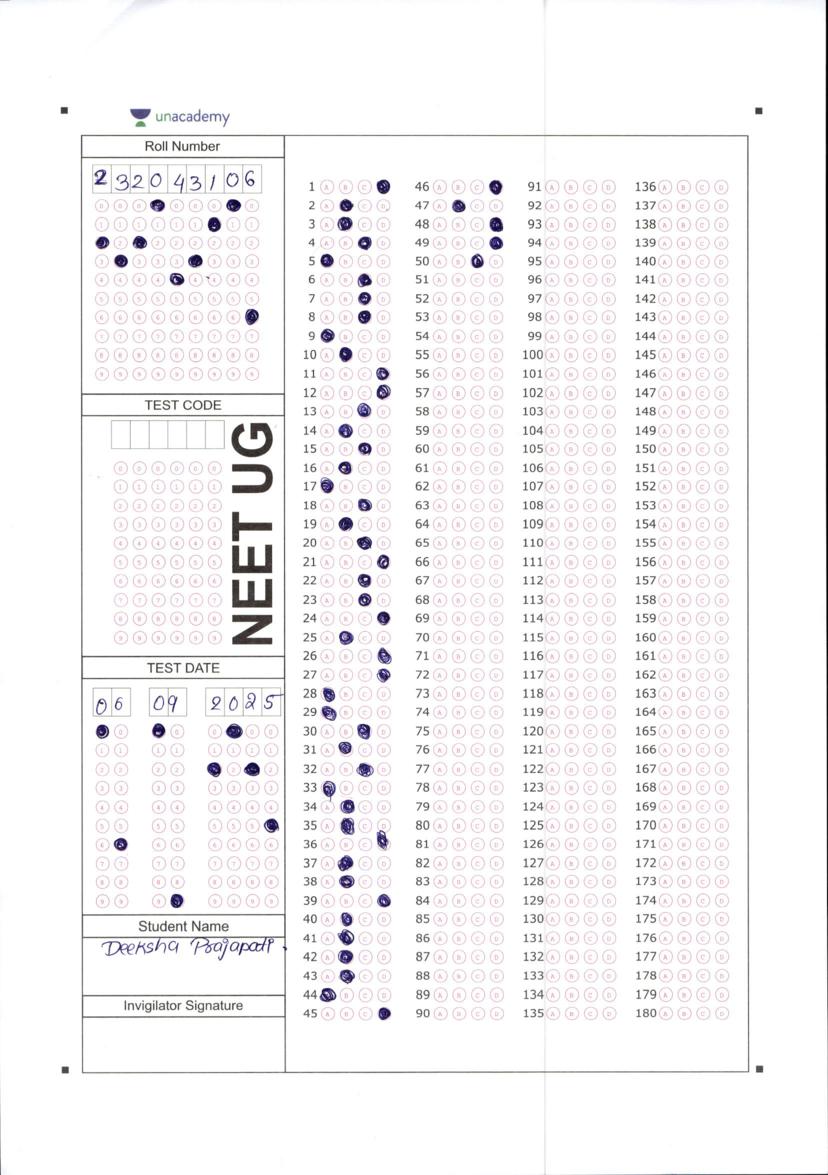 unacademy
Roll Number
2 3 2 0 4 3 1 0 6
TEST CODE
NEET UG
TEST DATE
0 6 0 9 2 0 2 5
Student Name
Deeksha Prajapati
Invigilator Signature
1 A B C
2 A C D
3 A C D
4 A B D
5 B C D
6 A B D
7 A B D
8 A B D
9 B C D
10 A C D
11 A B C
12 A B C
13 A B D
14 A C D
15 A B D
16 A C D
17 B C D
18 A B D
19 A C D
20 A B D
21 A B C
22 A B D
23 A B D
24 A B C
25 A C D
26 A B C
27 A B C
28 B C D
29 B C D
30 A B D
31 A C D
32 A B D
33 B C D
34 A C D
35 A C D
36 A B C
37 A C D
38 A C D
39 A B C
40 A C D
41 A C D
42 A C D
43 A C D
44 B C D
45 A B C
46 A B C
47 A C D
48 A B C
49 A B C
50 A B D
51 A B C D
52 A B C D
53 A B C D
54 A B C D
55 A B C D
56 A B C D
57 A B C D
58 A B C D
59 A B C D
60 A B C D
61 A B C D
62 A B C D
63 A B C D
64 A B C D
65 A B C D
66 A B C D
67 A B C D
68 A B C D
69 A B C D
70 A B C D
71 A B C D
72 A B C D
73 A B C D
74 A B C D
75 A B C D
76 A B C D
77 A B C D
78 A B C D
79 A B C D
80 A B C D
81 A B C D
82 A B C D
83 A B C D
84 A B C D
85 A B C D
86 A B C D
87 A B C D
88 A B C D
89 A B C D
90 A B C D
91 A B C D
92 A B C D
93 A B C D
94 A B C D
95 A B C D
96 A B C D
97 A B C D
98 A B C D
99 A B C D
100 A B C D
101 A B C D
102 A B C D
103 A B C D
104 A B C D
105 A B C D
106 A B C D
107 A B C D
108 A B C D
109 A B C D
110 A B C D
111 A B C D
112 A B C D
113 A B C D
114 A B C D
115 A B C D
116 A B C D
117 A B C D
118 A B C D
119 A B C D
120 A B C D
121 A B C D
122 A B C D
123 A B C D
124 A B C D
125 A B C D
126 A B C D
127 A B C D
128 A B C D
129 A B C D
130 A B C D
131 A B C D
132 A B C D
133 A B C D
134 A B C D
135 A B C D
136 A B C D
137 A B C D
138 A B C D
139 A B C D
140 A B C D
141 A B C D
142 A B C D
143 A B C D
144 A B C D
145 A B C D
146 A B C D
147 A B C D
148 A B C D
149 A B C D
150 A B C D
151 A B C D
152 A B C D
153 A B C D
154 A B C D
155 A B C D
156 A B C D
157 A B C D
158 A B C D
159 A B C D
160 A B C D
161 A B C D
162 A B C D
163 A B C D
164 A B C D
165 A B C D
166 A B C D
167 A B C D
168 A B C D
169 A B C D
170 A B C D
171 A B C D
172 A B C D
173 A B C D
174 A B C D
175 A B C D
176 A B C D
177 A B C D
178 A B C D
179 A B C D
180 A B C D